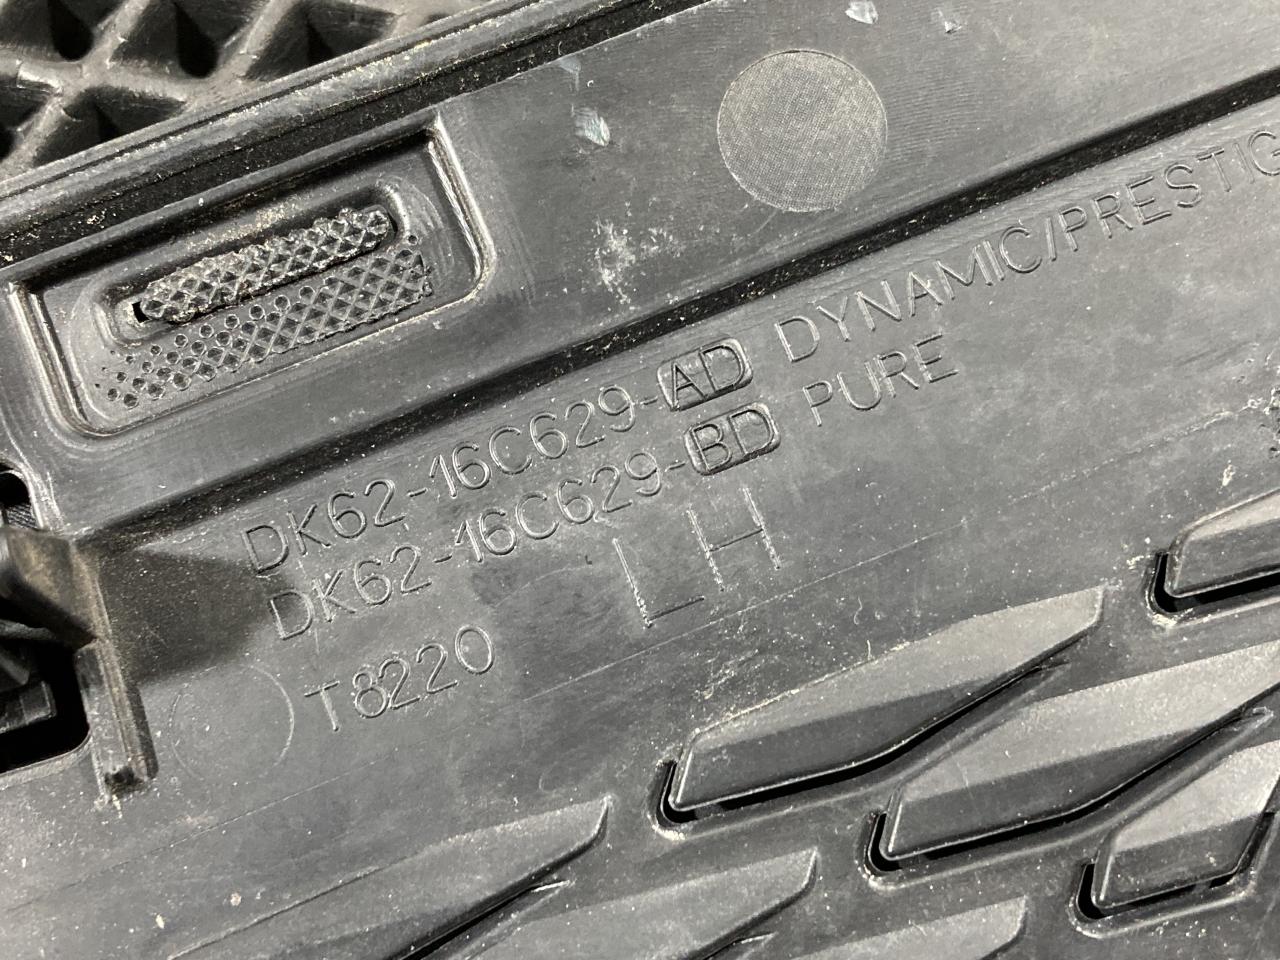 DK62-16C629-AD DYNAMIC/PRESTIG
DK62-16C629-BD PURE
LH
T8220